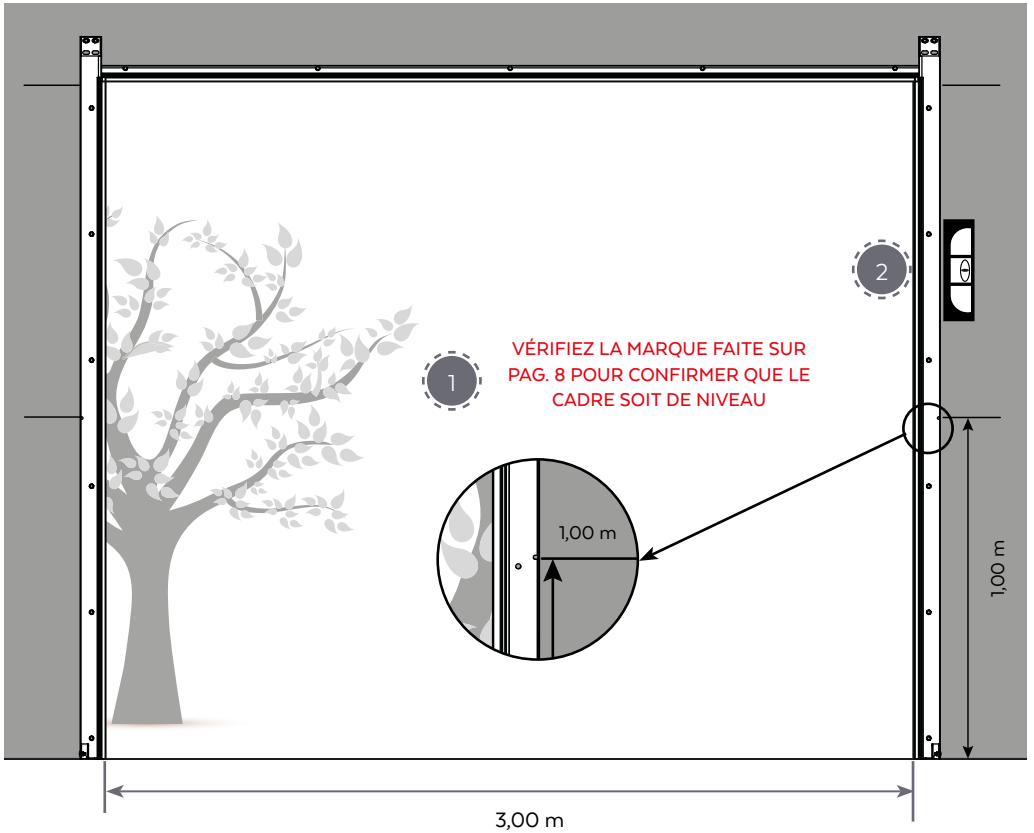 2
1
VÉRIFIEZ LA MARQUE FAITE SUR
PAG. 8 POUR CONFIRMER QUE LE
CADRE SOIT DE NIVEAU
1,00 m
1,00 m
3,00 m